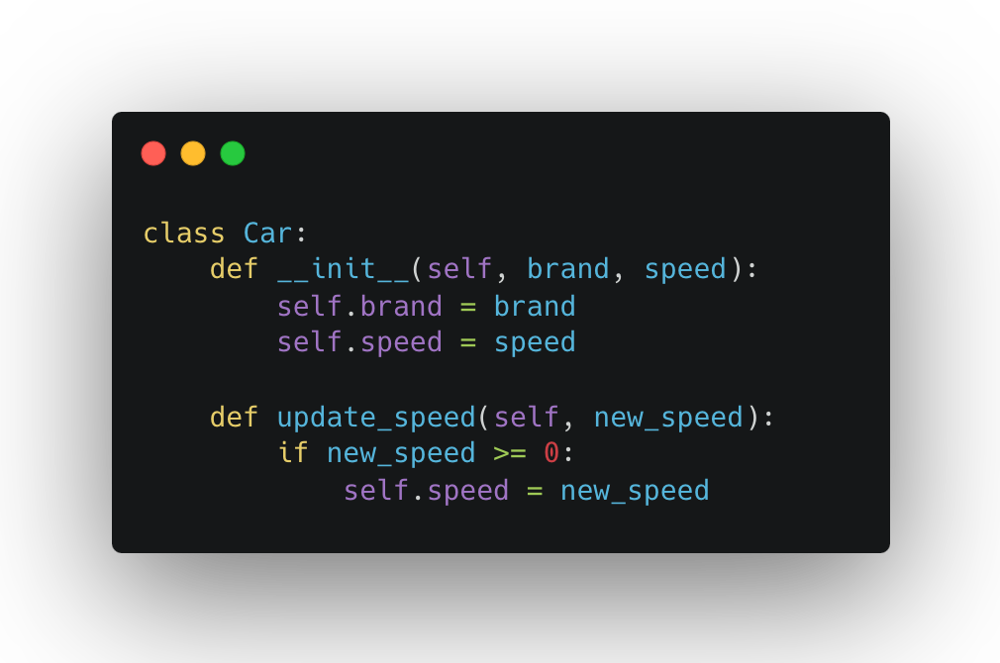 class Car:
    def __init__(self, brand, speed):
        self.brand = brand
        self.speed = speed

    def update_speed(self, new_speed):
        if new_speed >= 0:
            self.speed = new_speed